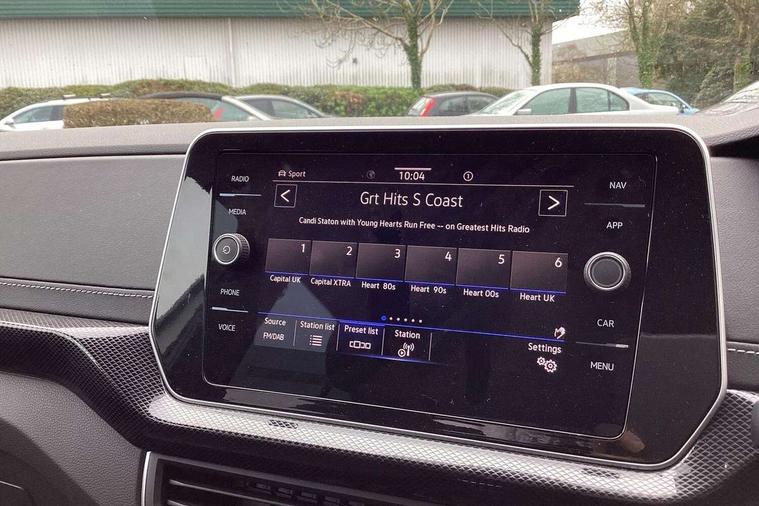 RADIO
MEDIA
PHONE
VOICE
Sport
10:04
1
<
Grt Hits S Coast
>
Candi Staton with Young Hearts Run Free -- on Greatest Hits Radio
1 2 3 4 5 6
Capital UK Capital XTRA Heart 80s Heart 90s Heart 00s Heart UK
Source Station list Preset list Station
FM/DAB
Settings
NAV
APP
CAR
MENU